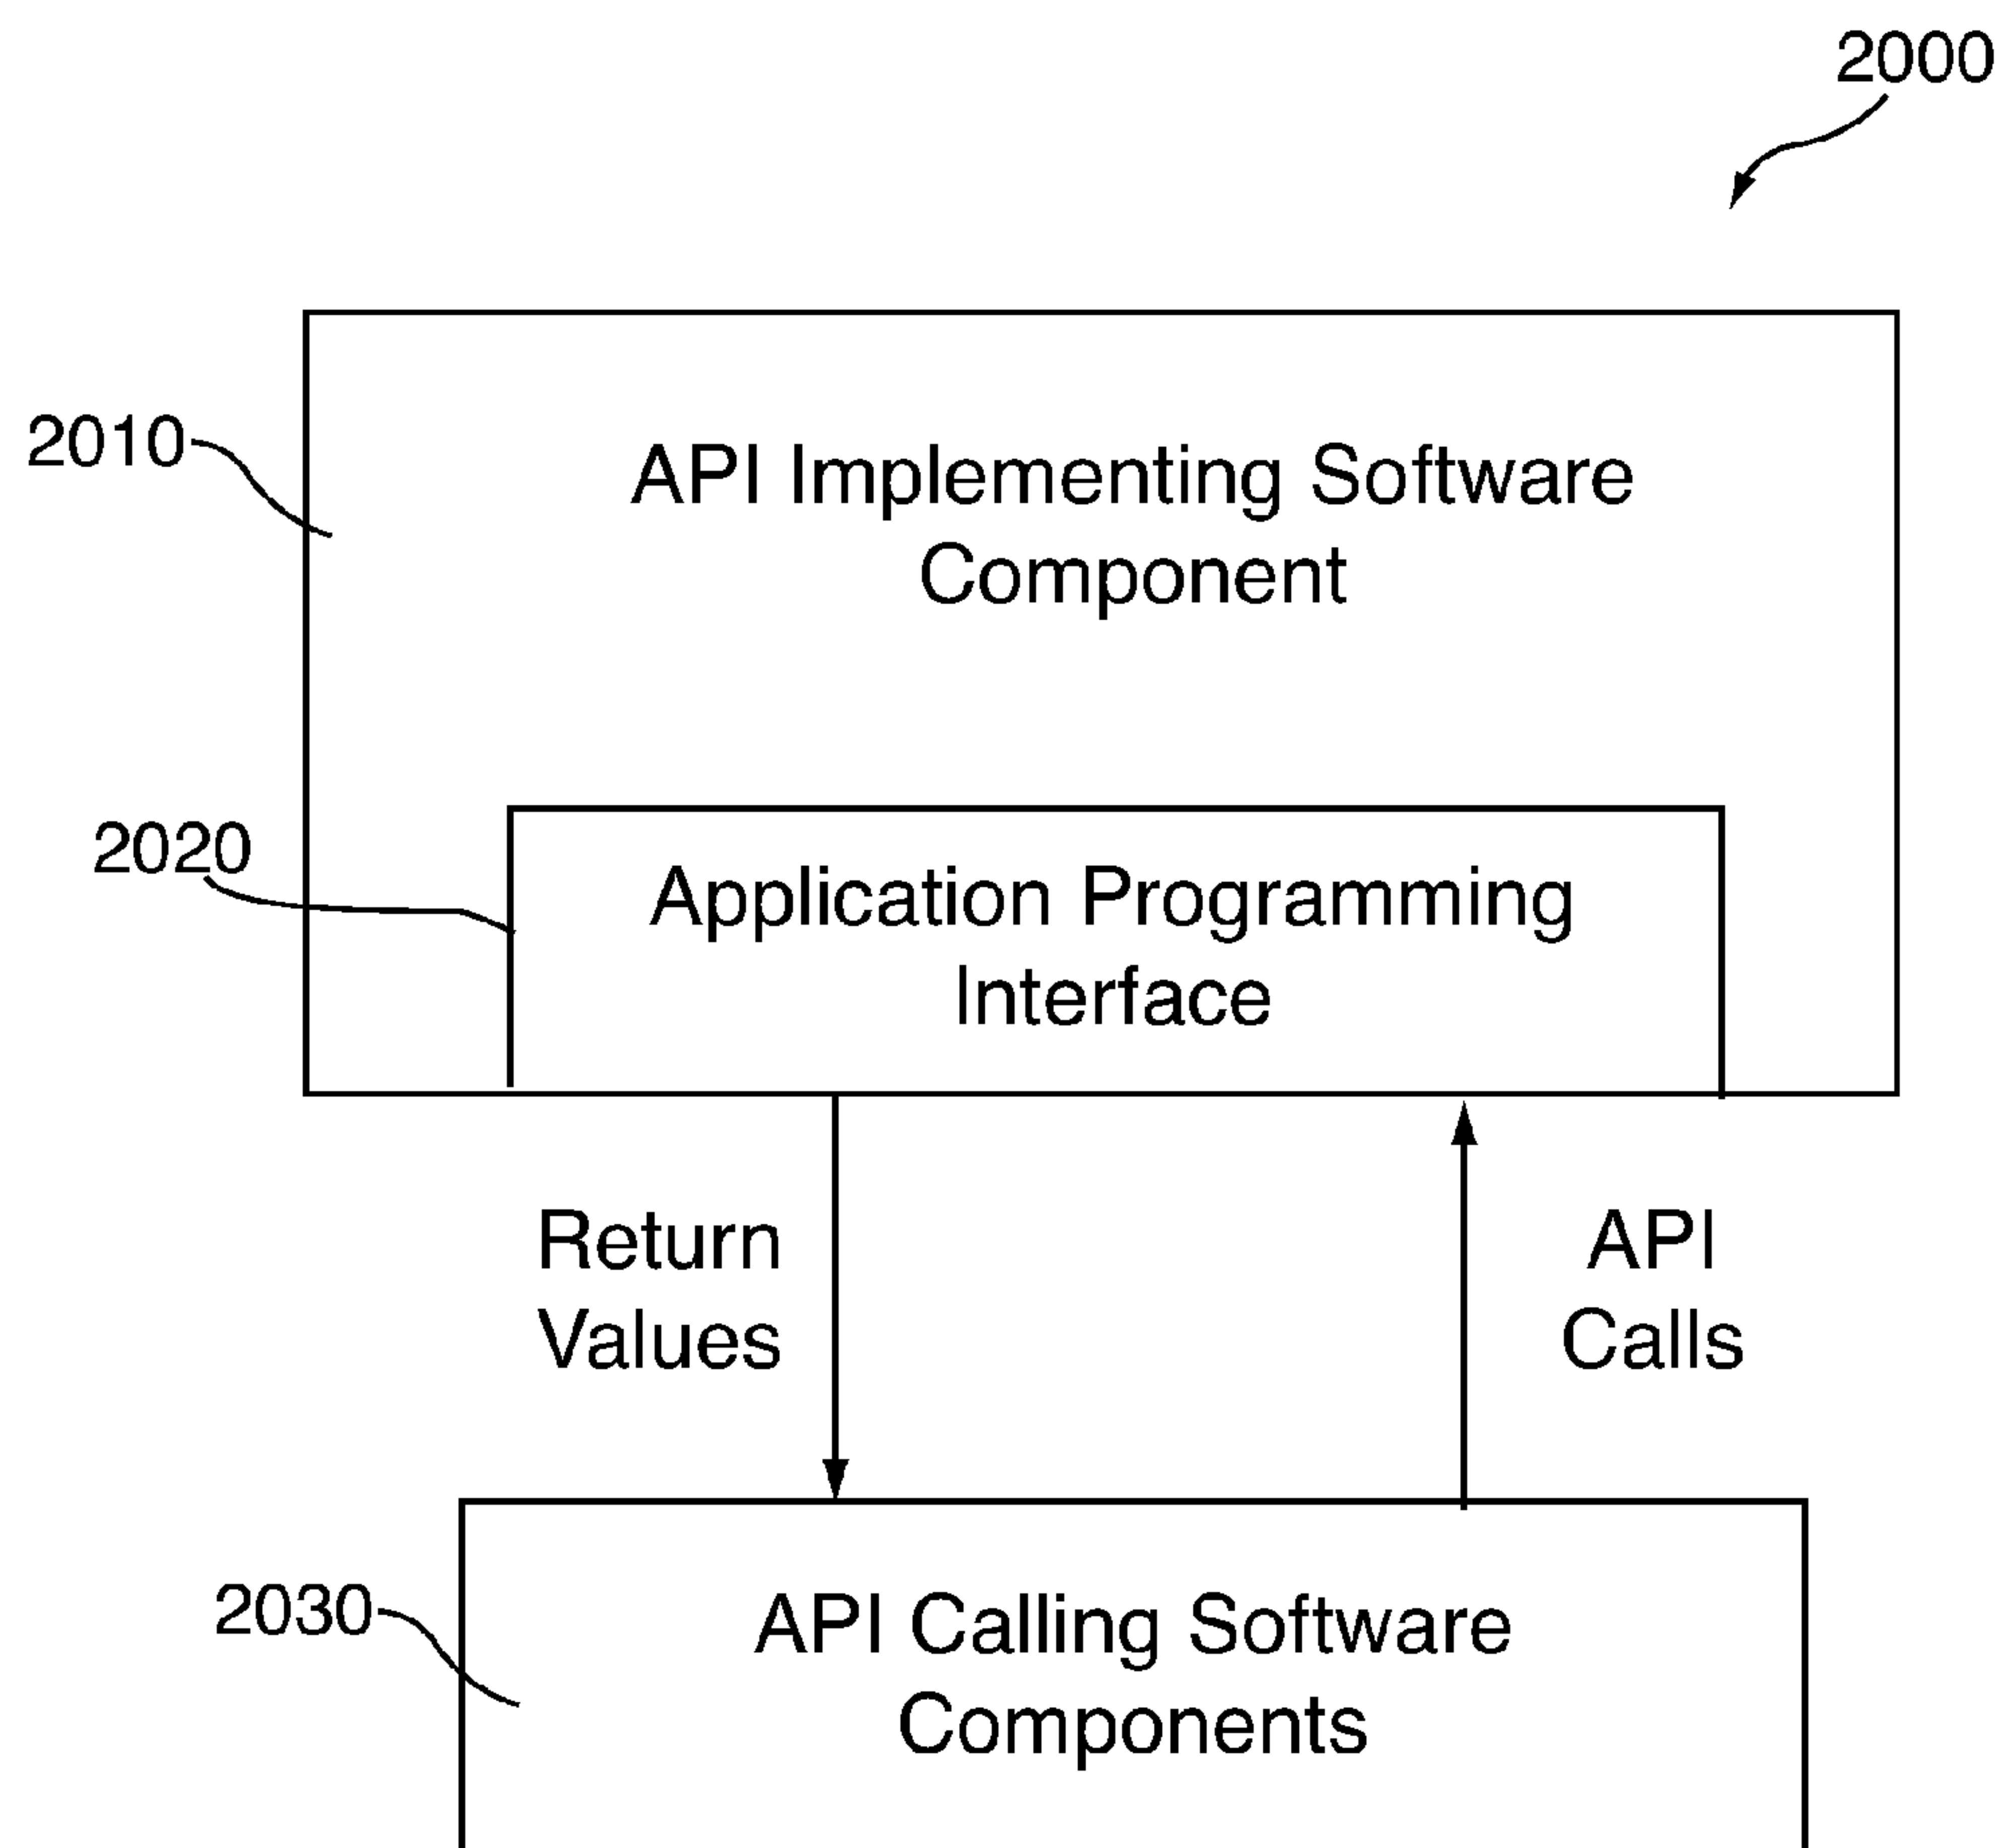 2000
2010
API Implementing Software
Component
2020
Application Programming
Interface
Return
Values
API
Calls
2030
API Calling Software
Components